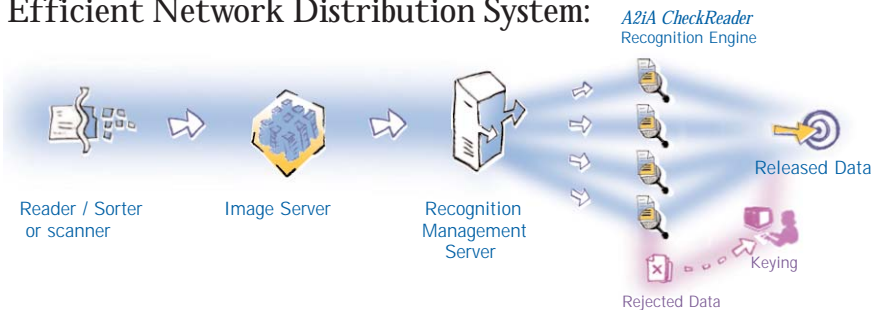 Efficient Network Distribution System:
A2iA CheckReader
Recognition Engine
Reader / Sorter
or scanner
Image Server
Recognition
Management
Server
Released Data
Keying
Rejected Data